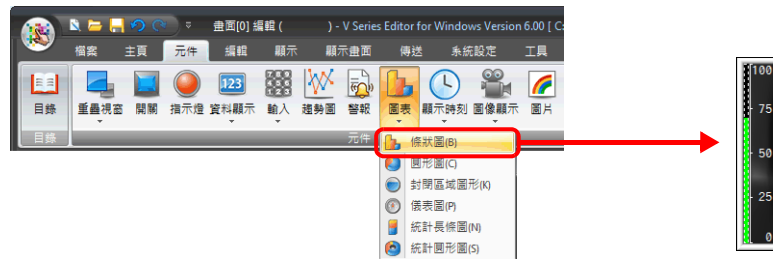 畫面[0] 編輯 (           ) - V Series Editor for Windows Version 6.00 [ Cs
檔案 主頁 元件 編輯 顯示 顯示畫面 傳送 系統設定 工具
123
目錄 重疊視窗 開關 指示燈 資料顯示 輸入 趨勢圖 警報 圖表 顯示時刻 圖像顯示 圖片
目錄 元件
條狀圖(B)
圓形圖(C)
封閉區域圖形(K)
儀表圖(P)
統計長條圖(N)
統計圓形圖(S)
100
75
50
25
0